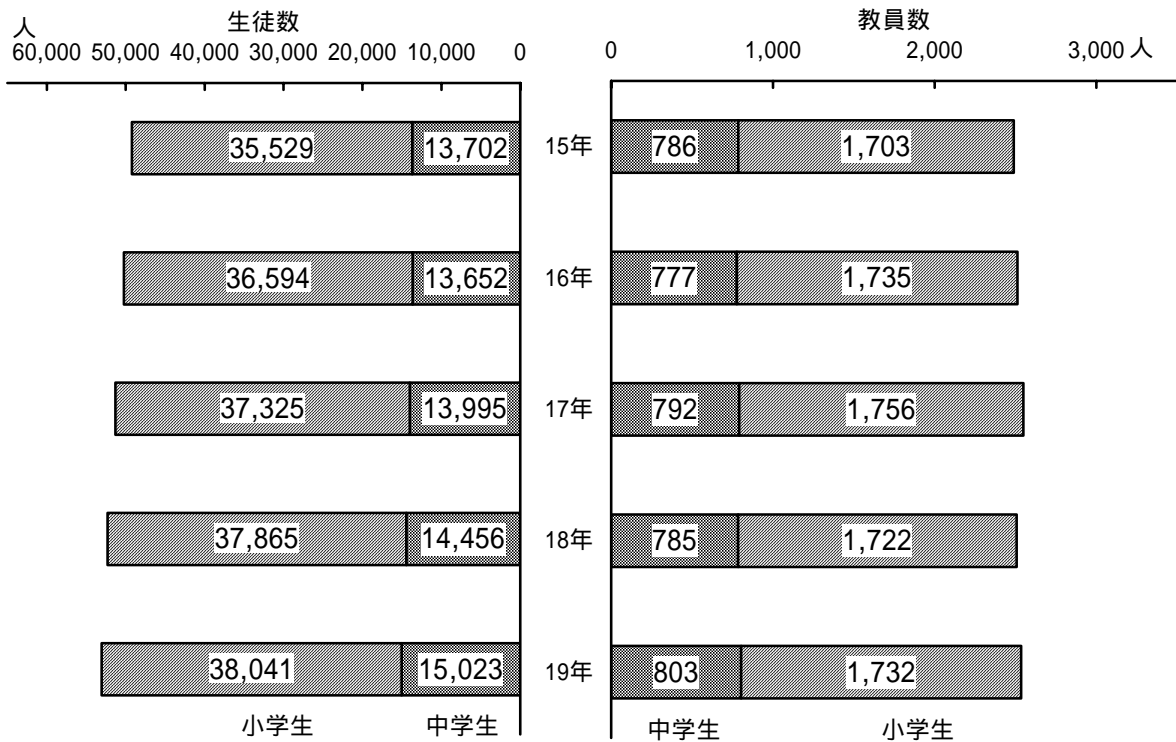 生徒数 教員数
人
60,000 50,000 40,000 30,000 20,000 10,000 0 0 1,000 2,000 3,000 人
35,529 13,702 15年 786 1,703
36,594 13,652 16年 777 1,735
37,325 13,995 17年 792 1,756
37,865 14,456 18年 785 1,722
38,041 15,023 19年 803 1,732
小学生 中学生 中学生 小学生